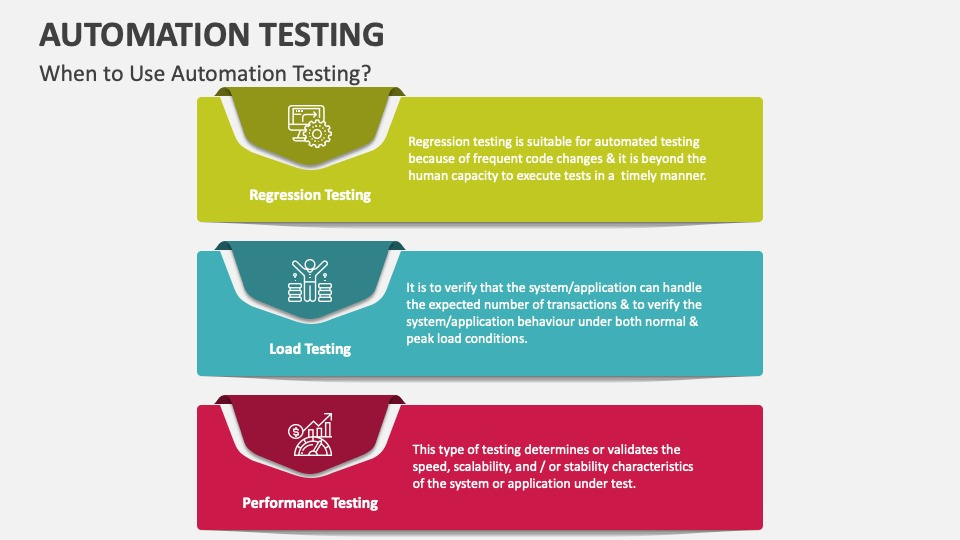 AUTOMATION TESTING
When to Use Automation Testing?
Regression testing is suitable for automated testing
because of frequent code changes & it is beyond the
human capacity to execute tests in a  timely manner.
Regression Testing
It is to verify that the system/application can handle
the expected number of transactions & to verify the
system/application behaviour under both normal &
peak load conditions.
Load Testing
This type of testing determines or validates the
speed, scalability, and / or stability characteristics
of the system or application under test.
Performance Testing